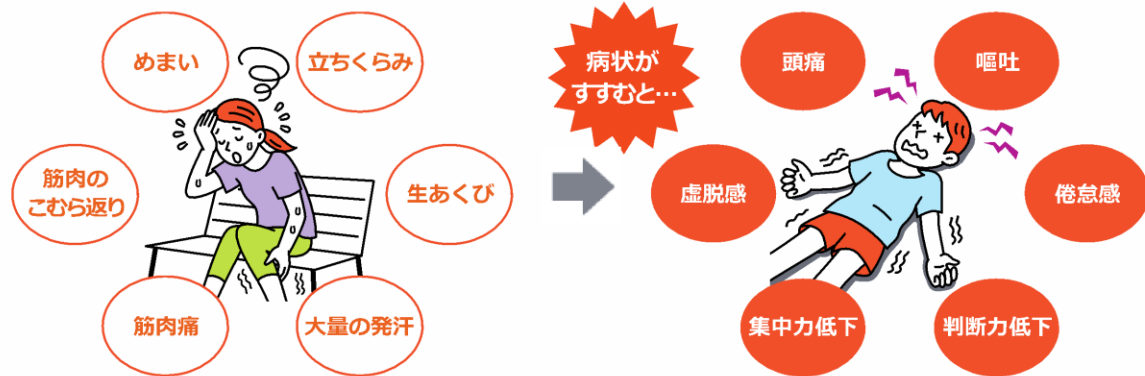 めまい
立ちくらみ
筋肉の
こむら返り
生あくび
筋肉痛
大量の発汗
病状が
すすむと…
頭痛
嘔吐
虚脱感
倦怠感
集中力低下
判断力低下